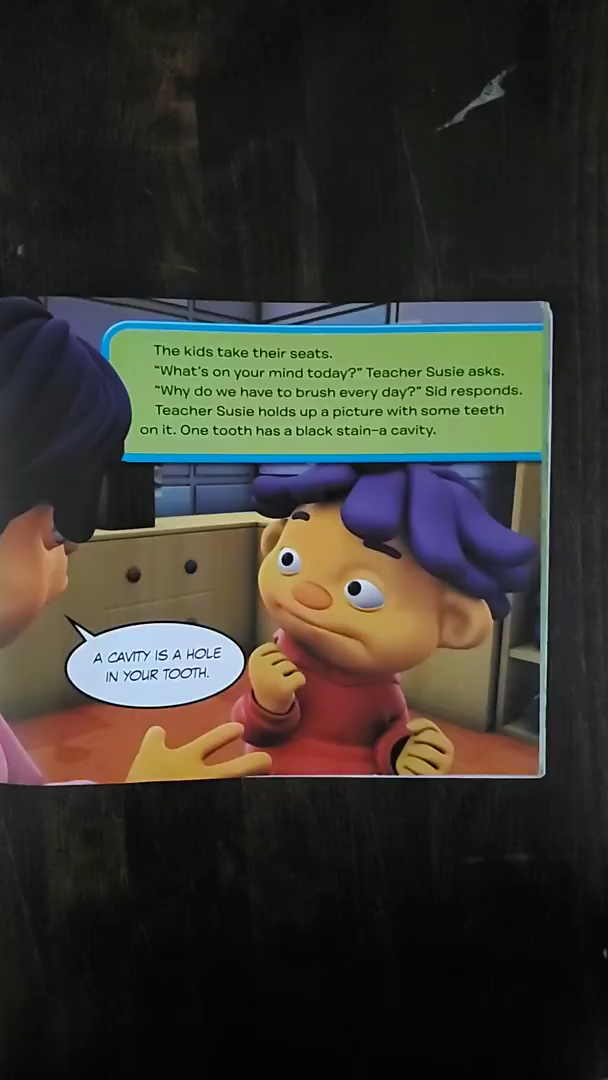 The kids take their seats.
"What's on your mind today?" Teacher Susie asks.
"Why do we have to brush every day?" Sid responds.
Teacher Susie holds up a picture with some teeth
on it. One tooth has a black stain–a cavity.
A CAVITY IS A HOLE
IN YOUR TOOTH.